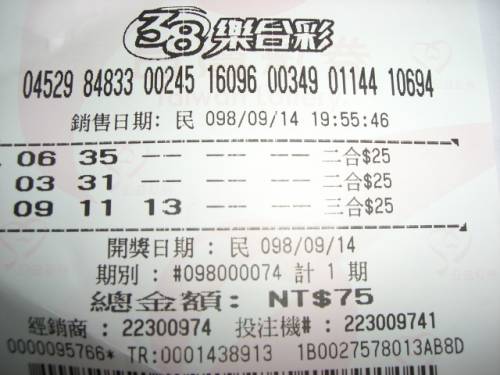 38樂合彩
04529 84833 00245 16096 00349 01144 10694
銷售日期: 民 098/09/14 19:55:46
06 35 -- -- -- -- 二合$25
03 31 -- -- -- -- 二合$25
09 11 13 -- -- -- 三合$25
開獎日期 : 民 098/09/14
期別 : #098000074 計 1 期
總金額: NT$75
經銷商 : 22300974 投注機# : 223009741
0000095766* TR:0001438913 1B0027578013AB8D